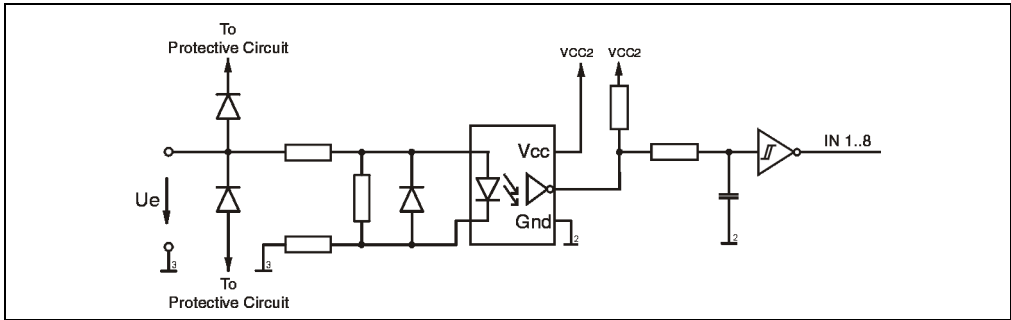 To
Protective Circuit
VCC2 VCC2
Vcc
IN 1..8
Ue
Gnd
3
3
2
2
To
Protective Circuit